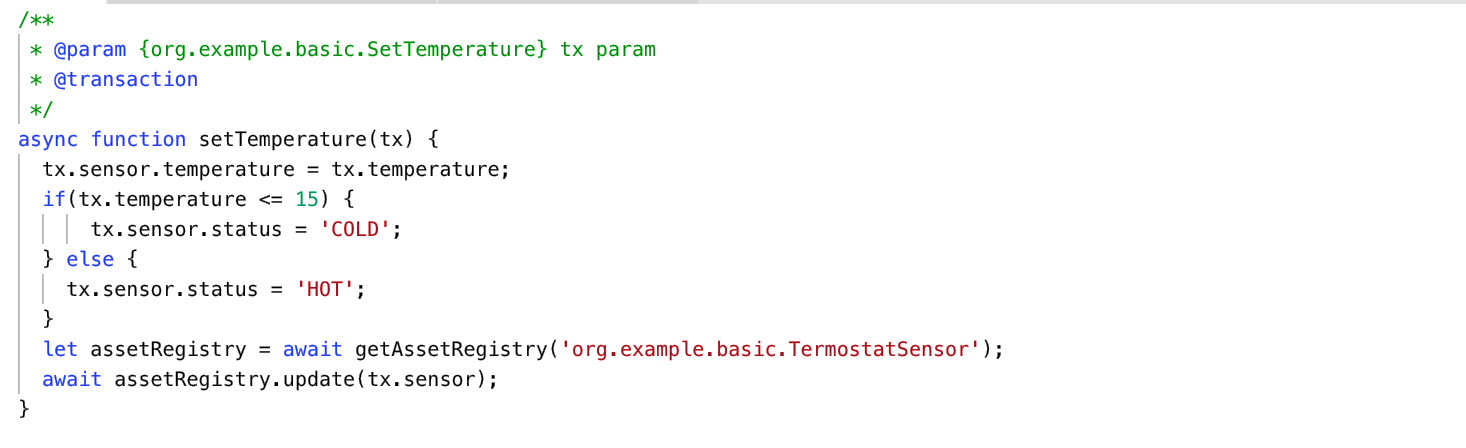 /**
 * @param {org.example.basic.SetTemperature} tx param
 * @transaction
 */
async function setTemperature(tx) {
  tx.sensor.temperature = tx.temperature;
  if(tx.temperature <= 15) {
      tx.sensor.status = 'COLD';
  } else {
    tx.sensor.status = 'HOT';
  }
  let assetRegistry = await getAssetRegistry('org.example.basic.TermostatSensor');
  await assetRegistry.update(tx.sensor);
}